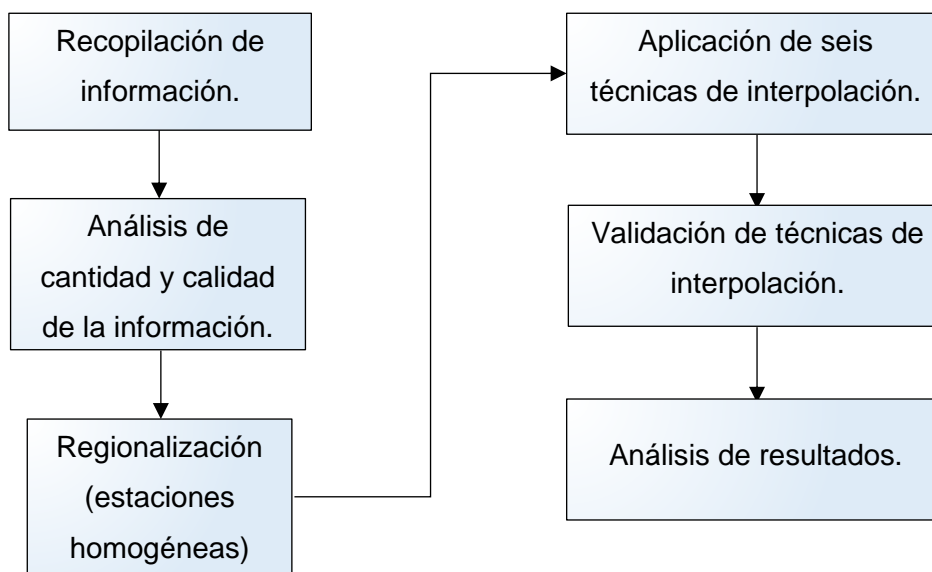 Recopilación de
información.
Análisis de
cantidad y calidad
de la información.
Regionalización
(estaciones
homogéneas)
Aplicación de seis
técnicas de interpolación.
Validación de técnicas de
interpolación.
Análisis de resultados.